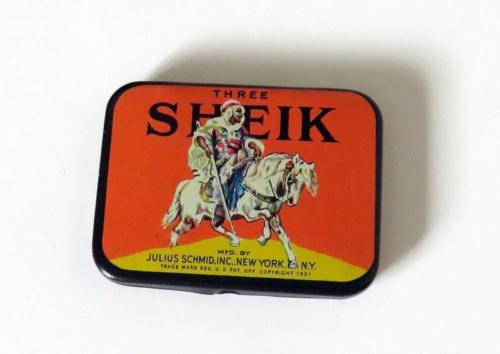 THREE
SHEIK
MFD. BY
JULIUS SCHMID, INC., NEW YORK, N.Y.
TRADE MARK REG. U.S. PAT. OFF. COPYRIGHT 1931